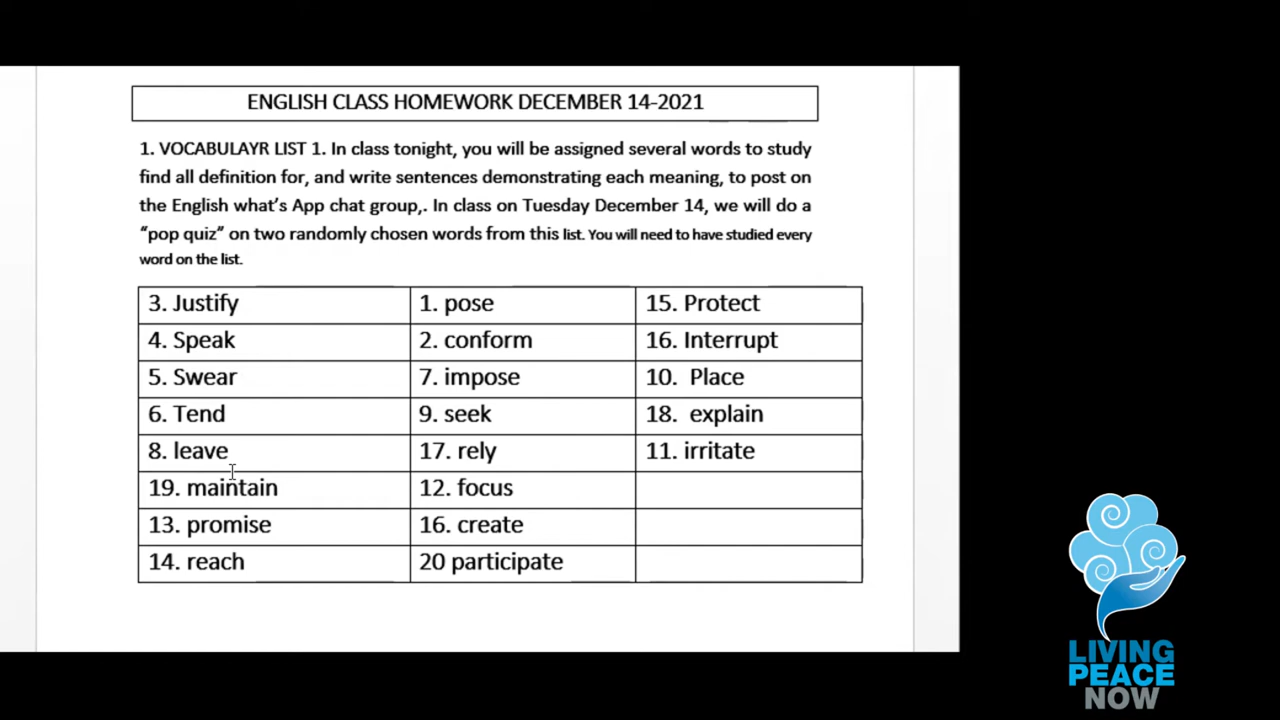 ENGLISH CLASS HOMEWORK DECEMBER 14-2021
1. VOCABULAYR LIST 1. In class tonight, you will be assigned several words to study
find all definition for, and write sentences demonstrating each meaning, to post on
the English what's App chat group,. In class on Tuesday December 14, we will do a
“pop quiz” on two randomly chosen words from this list. You will need to have studied every
word on the list.
3. Justify 1. pose 15. Protect
4. Speak 2. conform 16. Interrupt
5. Swear 7. impose 10. Place
6. Tend 9. seek 18. explain
8. leave 17. rely 11. irritate
19. maintain 12. focus
13. promise 16. create
14. reach 20 participate
LIVING
PEACE
NOW